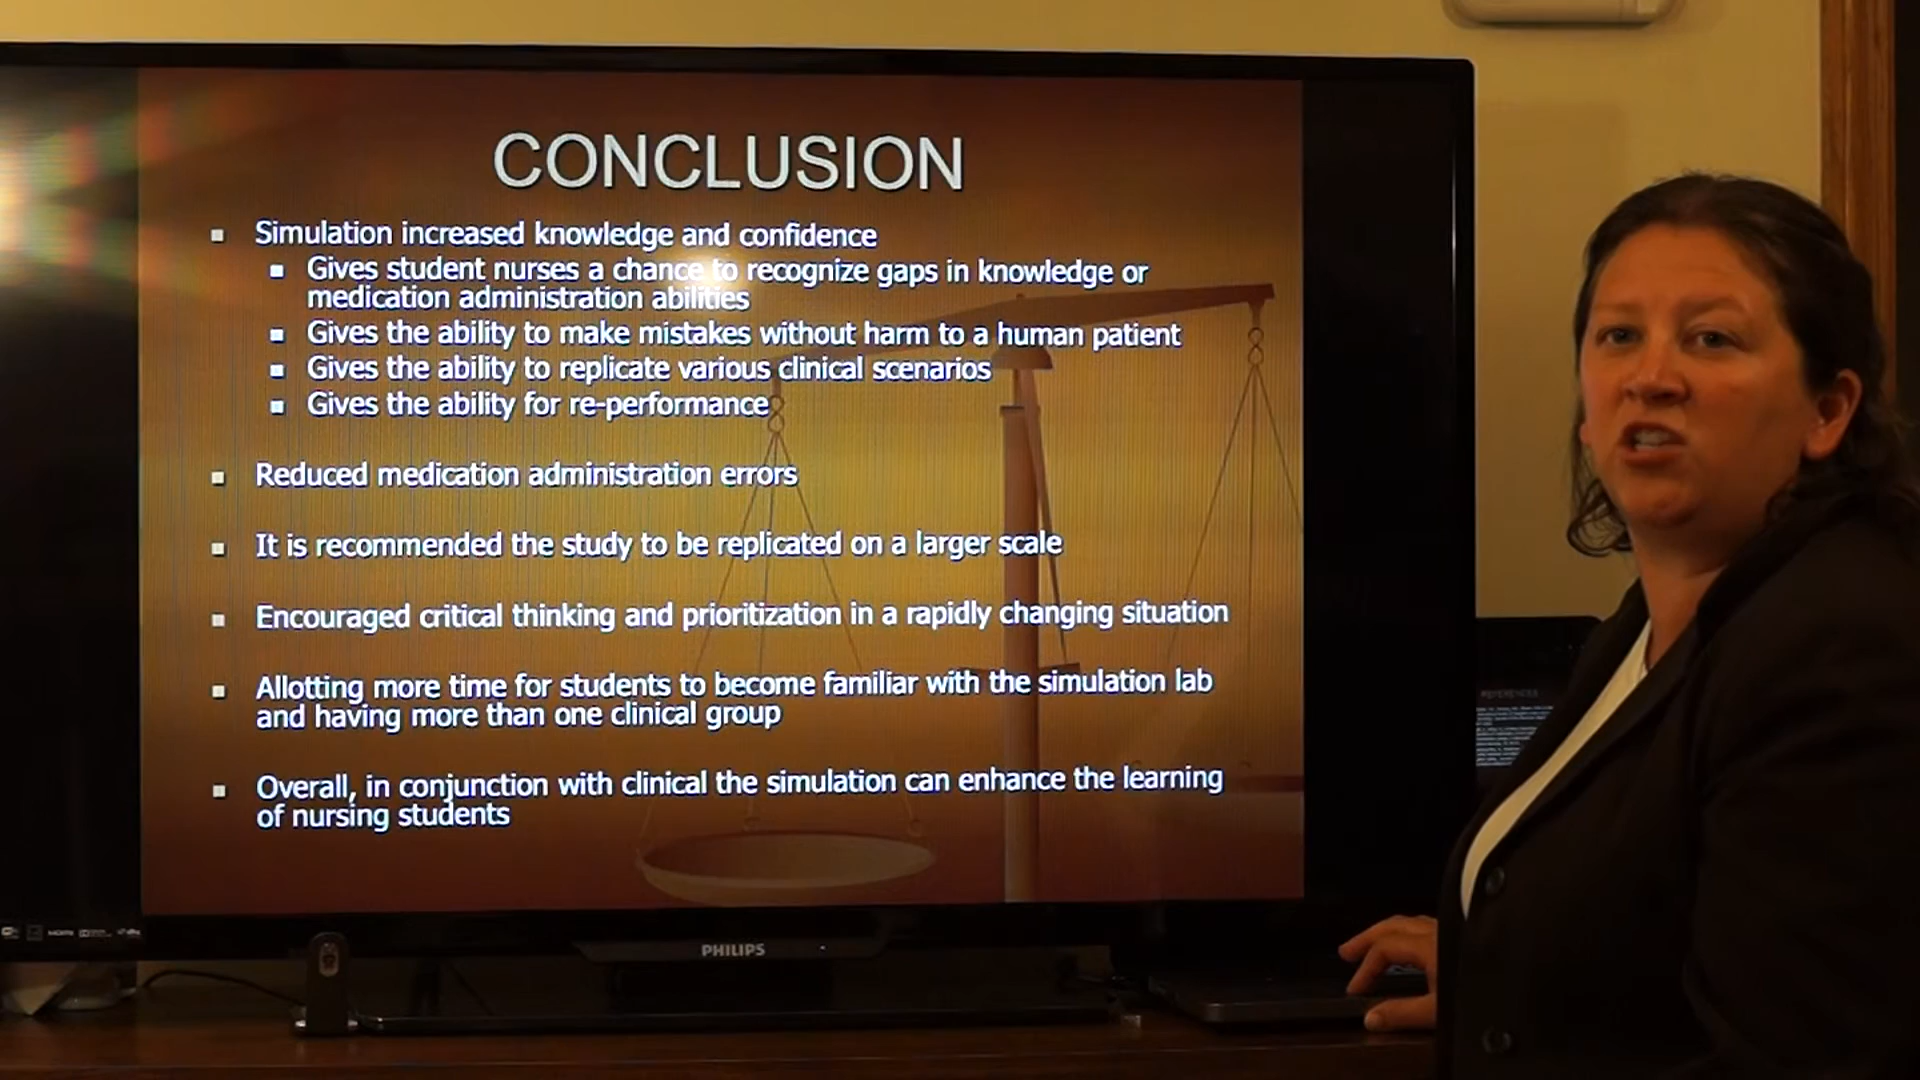 CONCLUSION
Simulation increased knowledge and confidence
Gives student nurses a chance to recognize gaps in knowledge or
medication administration abilities
Gives the ability to make mistakes without harm to a human patient
Gives the ability to replicate various clinical scenarios
Gives the ability for re-performance
Reduced medication administration errors
It is recommended the study to be replicated on a larger scale
Encouraged critical thinking and prioritization in a rapidly changing situation
Allotting more time for students to become familiar with the simulation lab
and having more than one clinical group
Overall, in conjunction with clinical the simulation can enhance the learning
of nursing students
REFERENCES
HDMI
PHILIPS